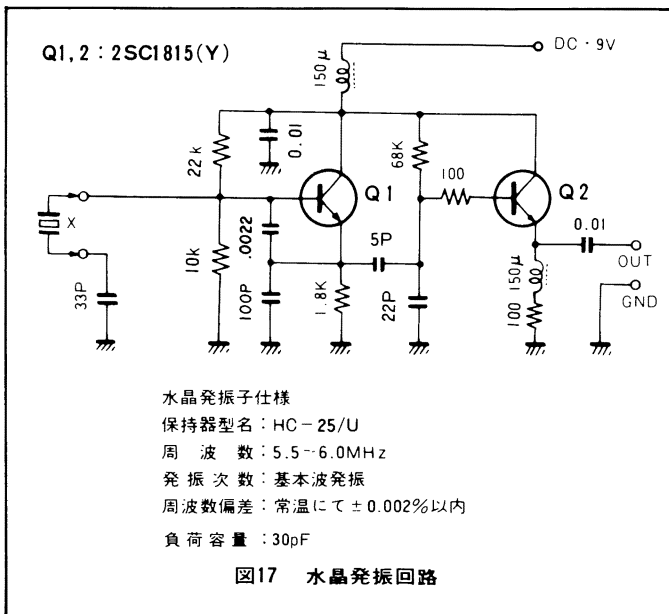 Q1,2:2SC1815(Y)
DC・9V
150μ
22k
0.01
68K
100
Q1
Q2
X
.0022
5P
0.01
OUT
10k
100P
1.8K
22P
100 150μ
GND
33P
水晶発振子仕様
保持器型名:HC-25/U
周波数:5.5~6.0MHz
発振次数:基本波発振
周波数偏差:常温にて±0.002%以内
負荷容量:30pF
図17 水晶発振回路